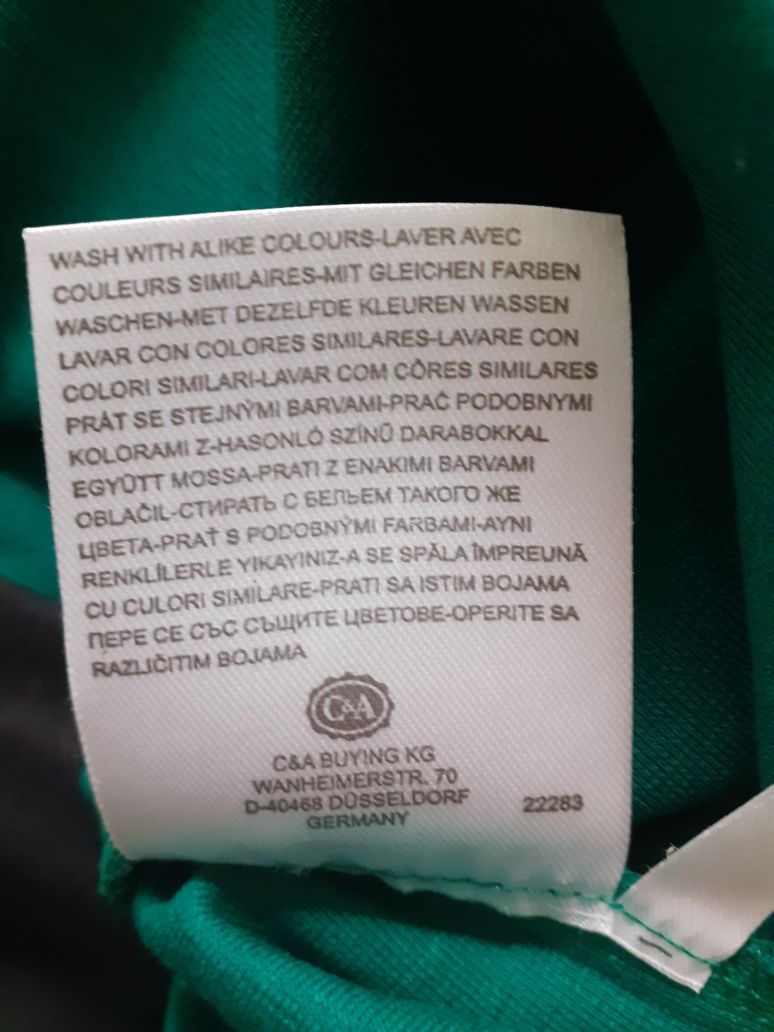 WASH WITH ALIKE COLOURS-LAVER AVEC
COULEURS SIMILAIRES-MIT GLEICHEN FARBEN
WASCHEN-MET DEZELFDE KLEUREN WASSEN
LAVAR CON COLORES SIMILARES-LAVARE CON
COLORI SIMILARI-LAVAR COM CÔRES SIMILARES
PRÁT SE STEJNÝMI BARVAMI-PRAĆ PODOBNYMI
KOLORAMI Z-HASONLÓ SZÍNŰ DARABOKKAL
EGYÜTT MOSSA-PRATI Z ENAKIMI BARVAMI
OBLAČIL-СТИРАТЬ С БЕЛЬЕМ ТАКОГО ЖЕ
ЦВЕТА-PRAŤ S PODOBNÝMI FARBAMI-AYNI
RENKLİLERLE YIKAYINIZ-A SE SPĂLA ÎMPREUNĂ
CU CULORI SIMILARE-PRATI SA ISTIM BOJAMA
ПЕРЕ СЕ СЪС СЪЩИТЕ ЦВЕТОВЕ-OPERITE SA
RAZLIČITIM BOJAMA
C&A
C&A BUYING KG
WANHEIMERSTR. 70
D-40468 DÜSSELDORF 22283
GERMANY